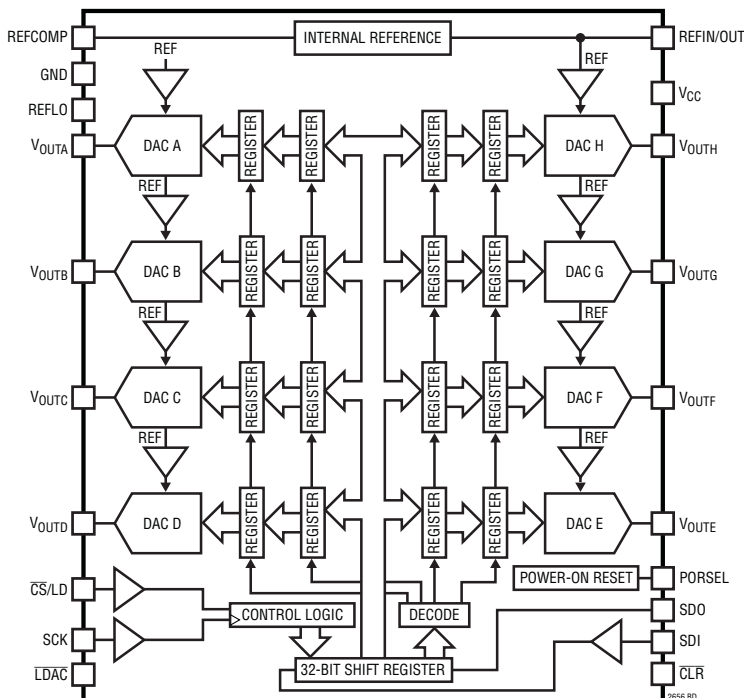 REFCOMP
INTERNAL REFERENCE
REFIN/OUT
REF
REF
GND
VCC
REFLO
VOUTA
DAC A
REGISTER
REGISTER
REGISTER
REGISTER
DAC H
VOUTH
REF
REF
VOUTB
DAC B
REGISTER
REGISTER
REGISTER
REGISTER
DAC G
VOUTG
REF
REF
VOUTC
DAC C
REGISTER
REGISTER
REGISTER
REGISTER
DAC F
VOUTF
REF
REF
VOUTD
DAC D
REGISTER
REGISTER
REGISTER
REGISTER
DAC E
VOUTE
CS/LD
POWER-ON RESET
PORSEL
CONTROL LOGIC
DECODE
SDO
SCK
SDI
LDAC
32-BIT SHIFT REGISTER
CLR
2656 BD